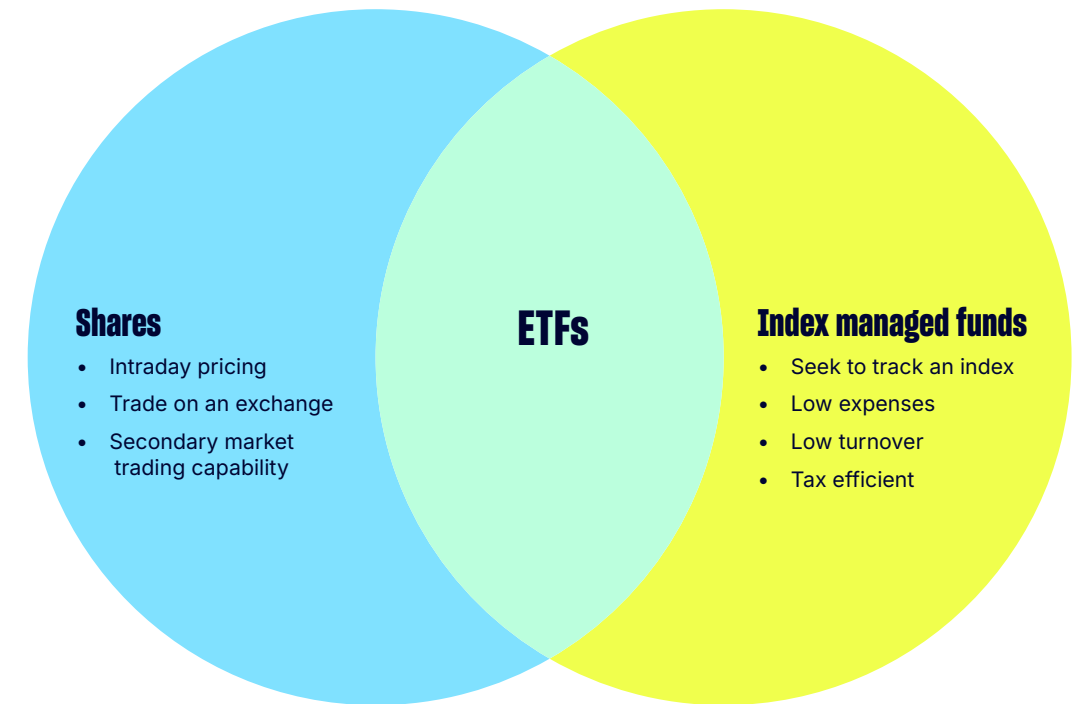 Shares
• Intraday pricing
• Trade on an exchange
• Secondary market
trading capability
ETFs
Index managed funds
• Seek to track an index
• Low expenses
• Low turnover
• Tax efficient